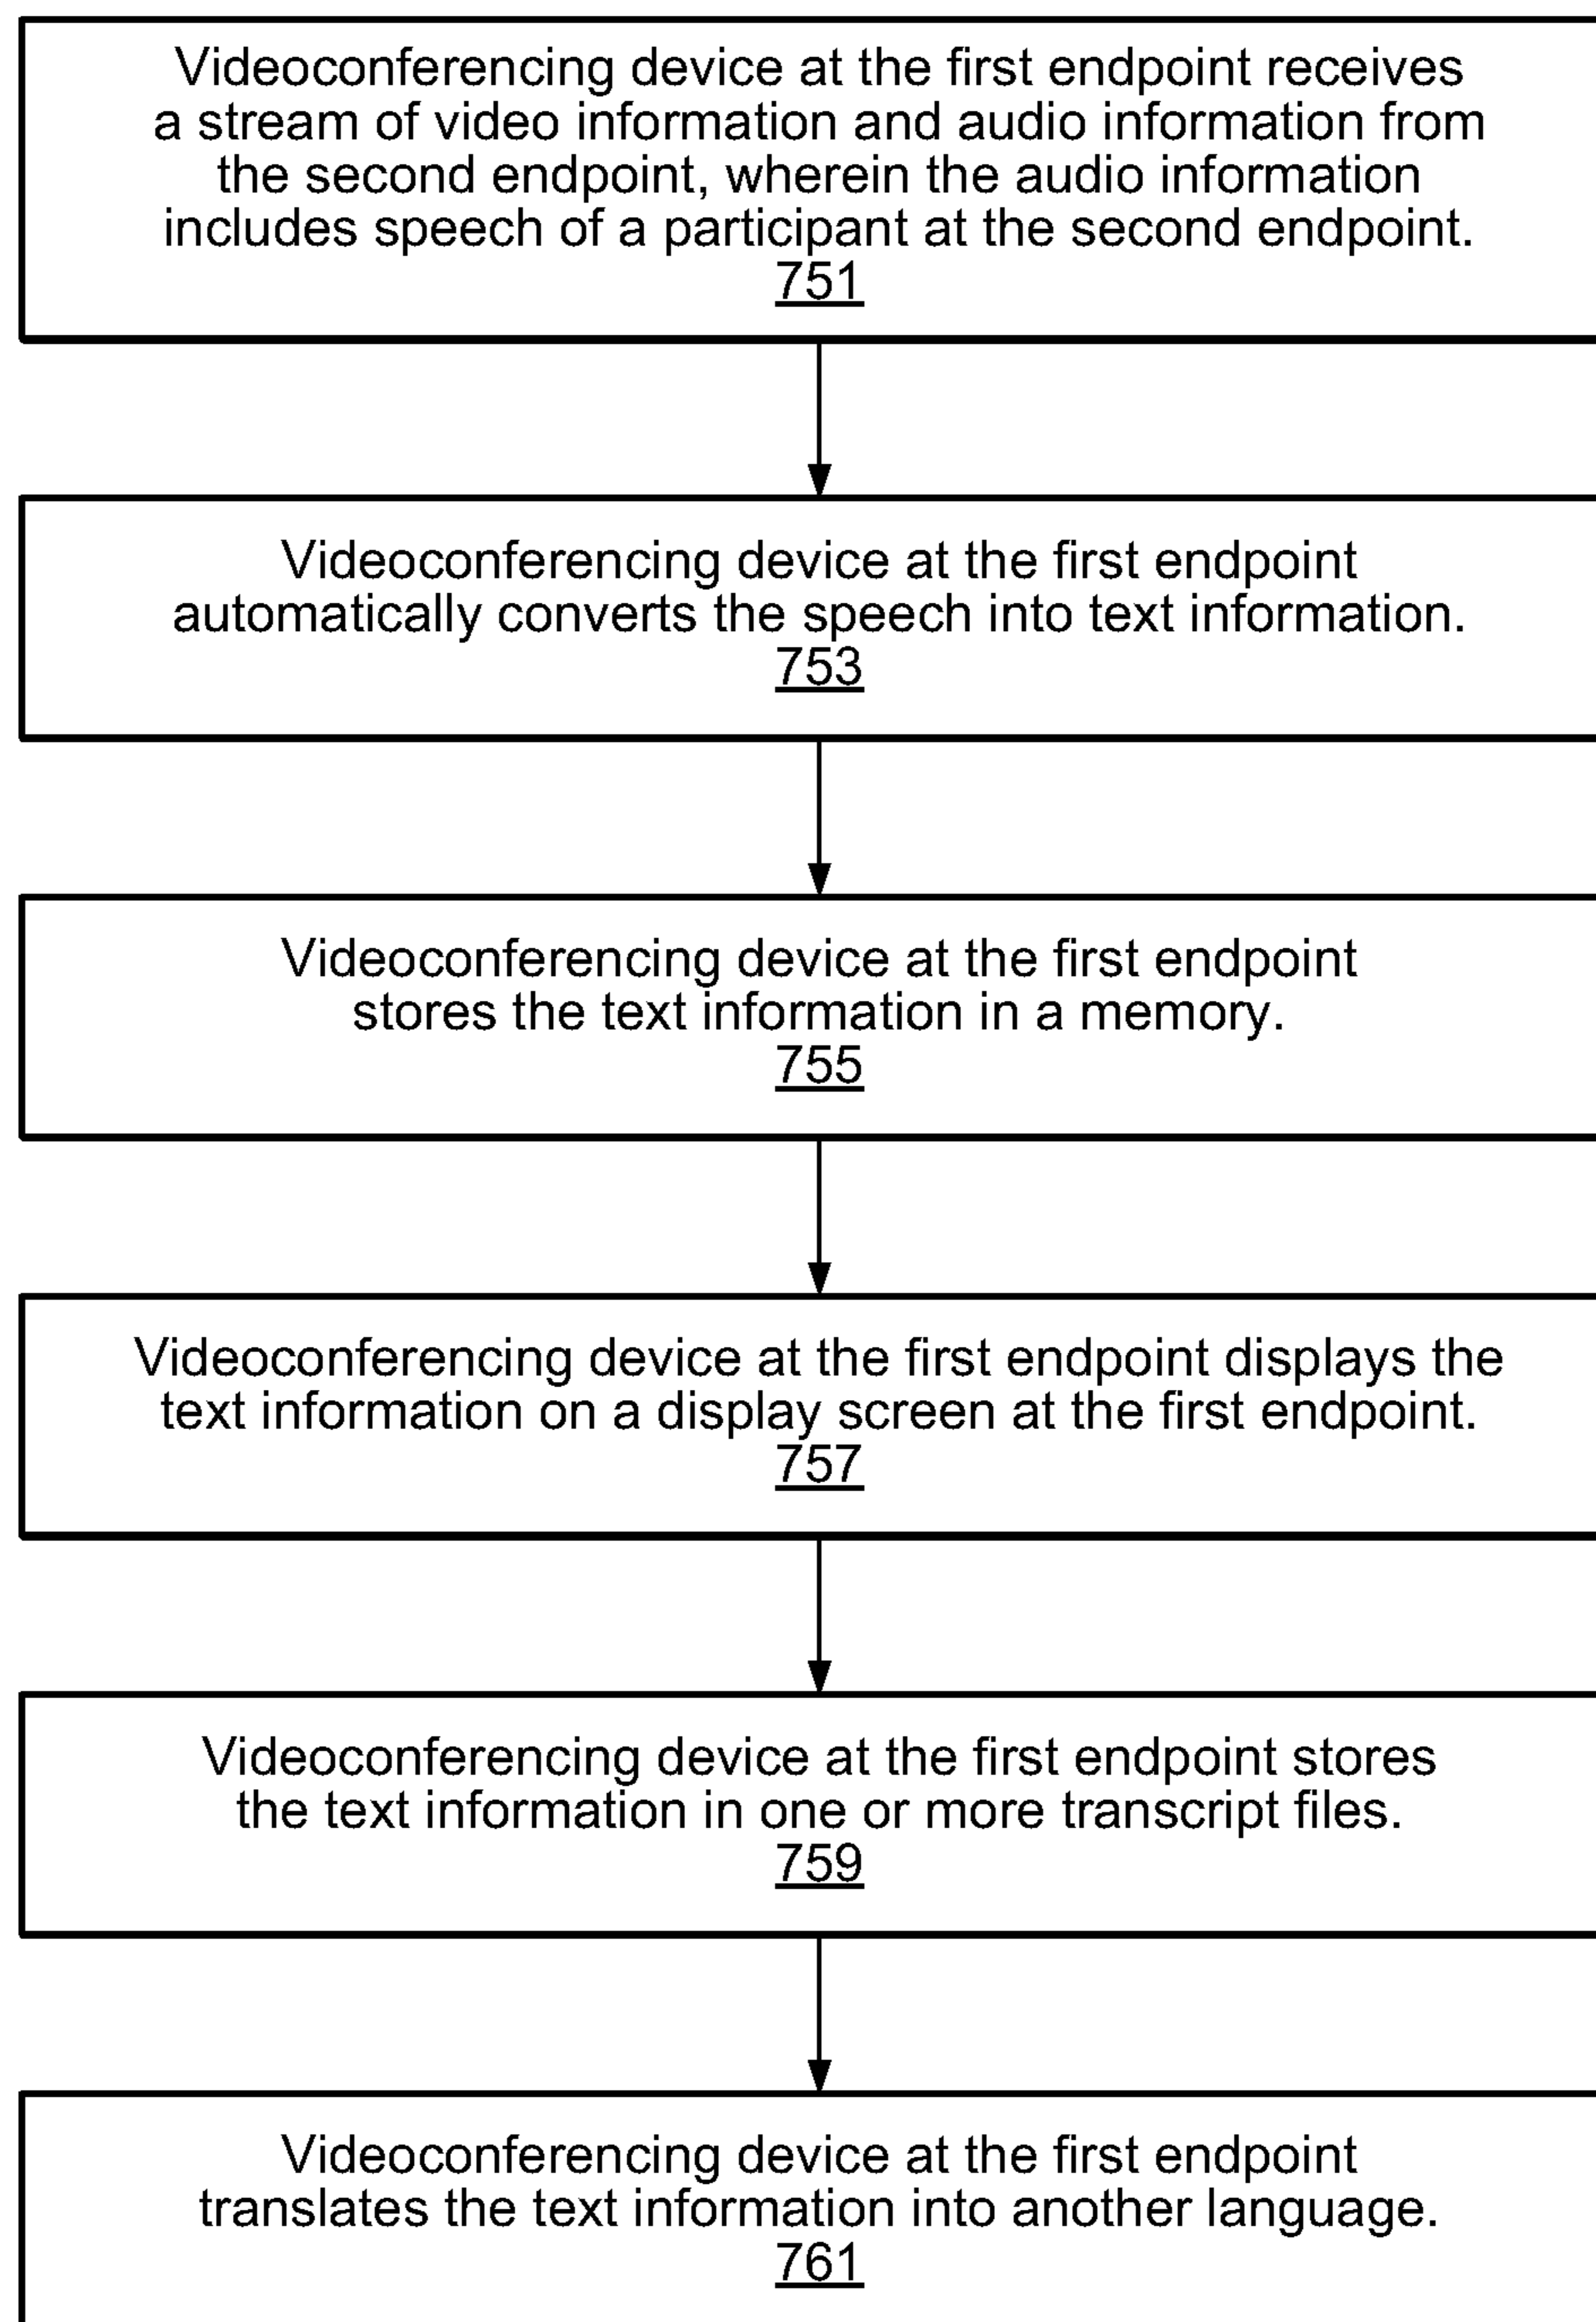 Videoconferencing device at the first endpoint receives
a stream of video information and audio information from
the second endpoint, wherein the audio information
includes speech of a participant at the second endpoint.
751
Videoconferencing device at the first endpoint
automatically converts the speech into text information.
753
Videoconferencing device at the first endpoint
stores the text information in a memory.
755
Videoconferencing device at the first endpoint displays the
text information on a display screen at the first endpoint.
757
Videoconferencing device at the first endpoint stores
the text information in one or more transcript files.
759
Videoconferencing device at the first endpoint
translates the text information into another language.
761